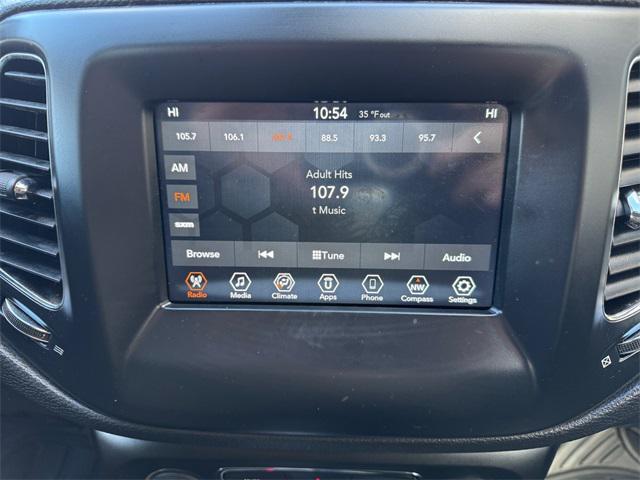 HI 10:54 35 °F out HI
105.7 106.1 88.5 93.3 95.7
AM
Adult Hits
FM 107.9
t Music
sxm
Browse Tune Audio
Radio Media Climate Apps Phone NW Compass Settings